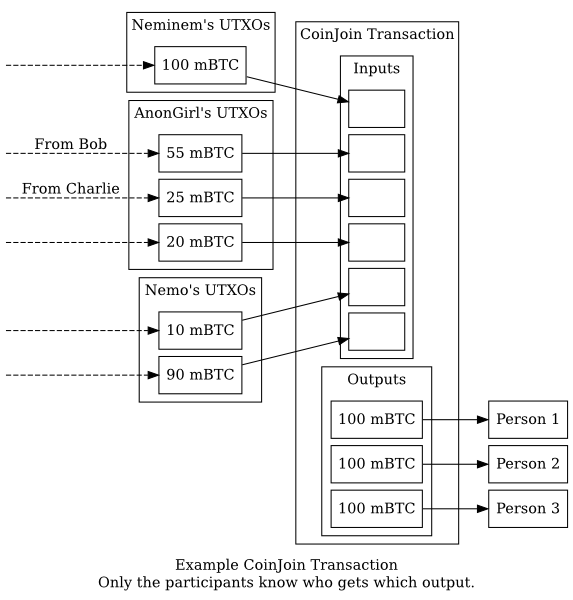 Neminem's UTXOs
100 mBTC
AnonGirl's UTXOs
From Bob
55 mBTC
From Charlie
25 mBTC
20 mBTC
Nemo's UTXOs
10 mBTC
90 mBTC
CoinJoin Transaction
Inputs
Outputs
100 mBTC
Person 1
100 mBTC
Person 2
100 mBTC
Person 3
Example CoinJoin Transaction
Only the participants know who gets which output.